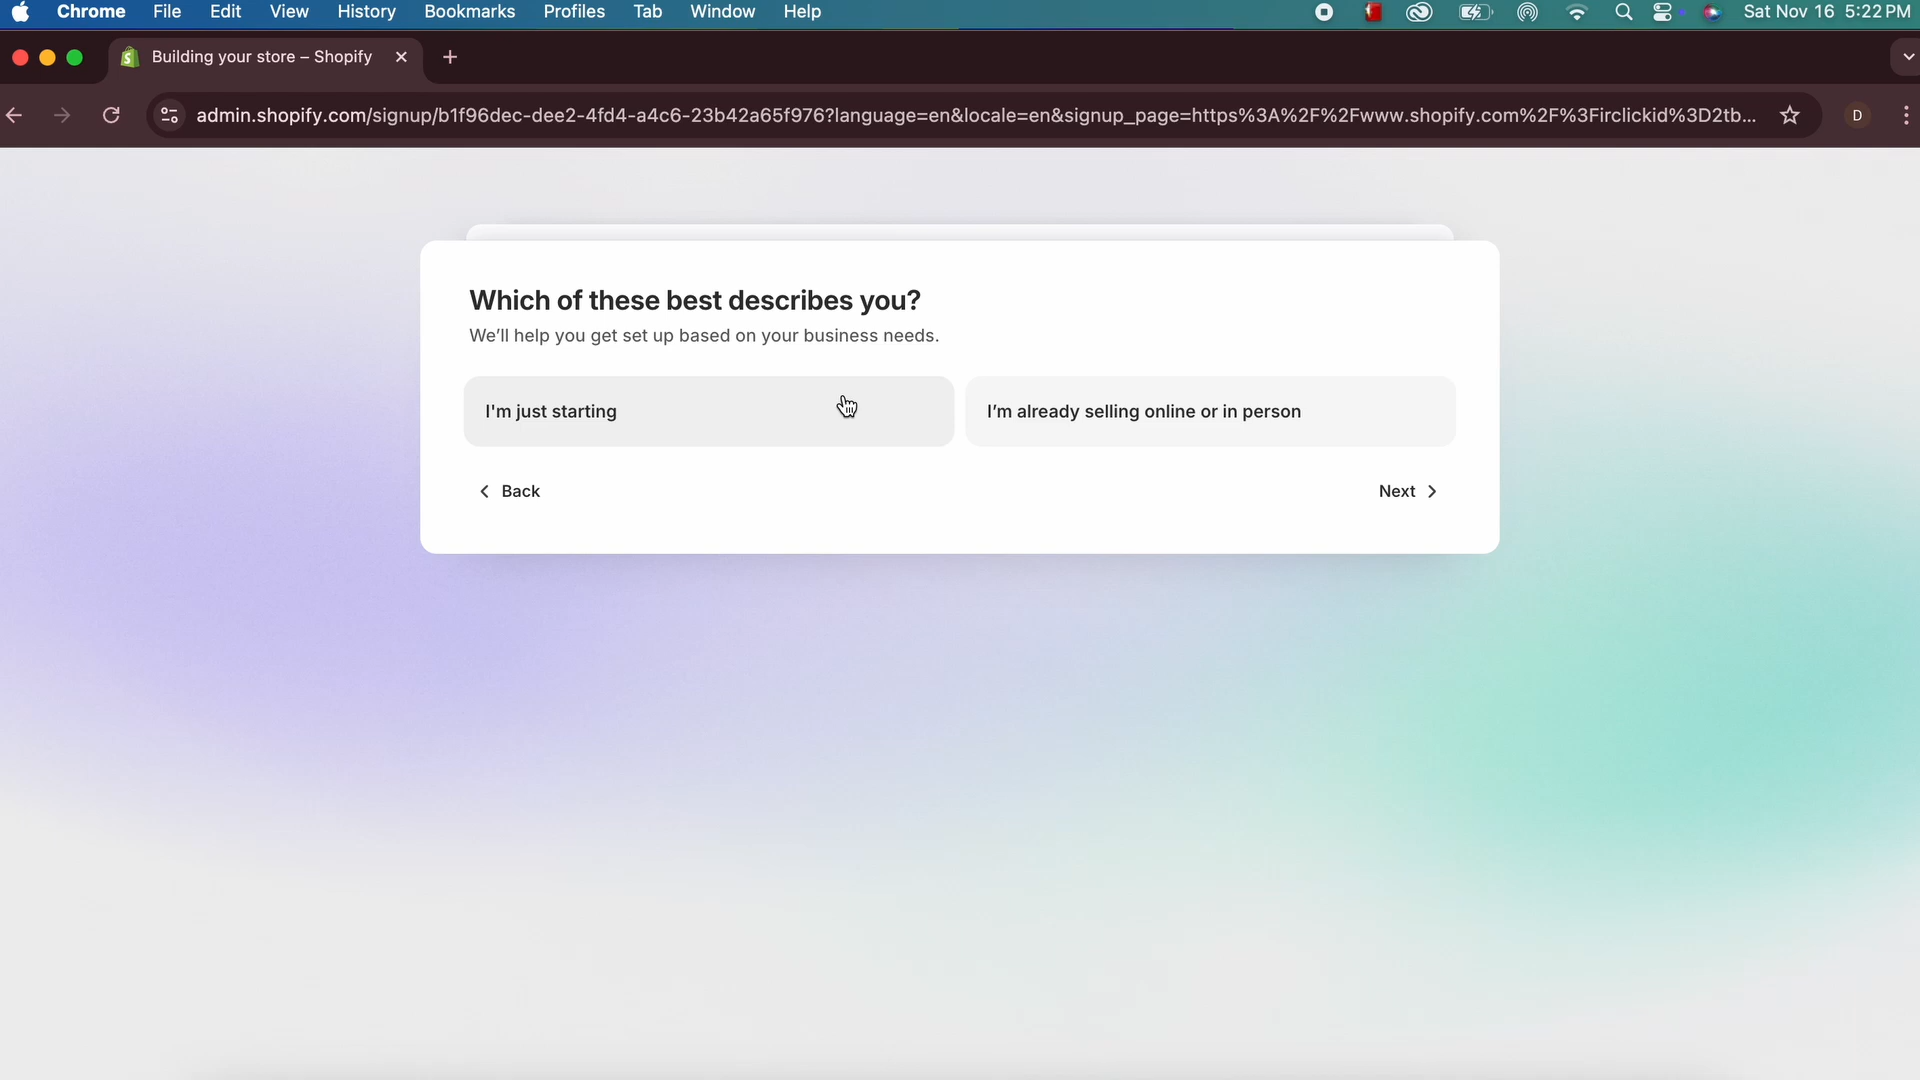 Chrome File Edit View History Bookmarks Profiles Tab Window Help Sat Nov 16 5:22 PM
Building your store – Shopify
admin.shopify.com/signup/b1f96dec-dee2-4fd4-a4c6-23b42a65f976?language=en&locale=en&signup_page=https%3A%2F%2Fwww.shopify.com%2F%3Firclickid%3D2tb... D
Which of these best describes you?
We'll help you get set up based on your business needs.
I'm just starting I'm already selling online or in person
Back Next